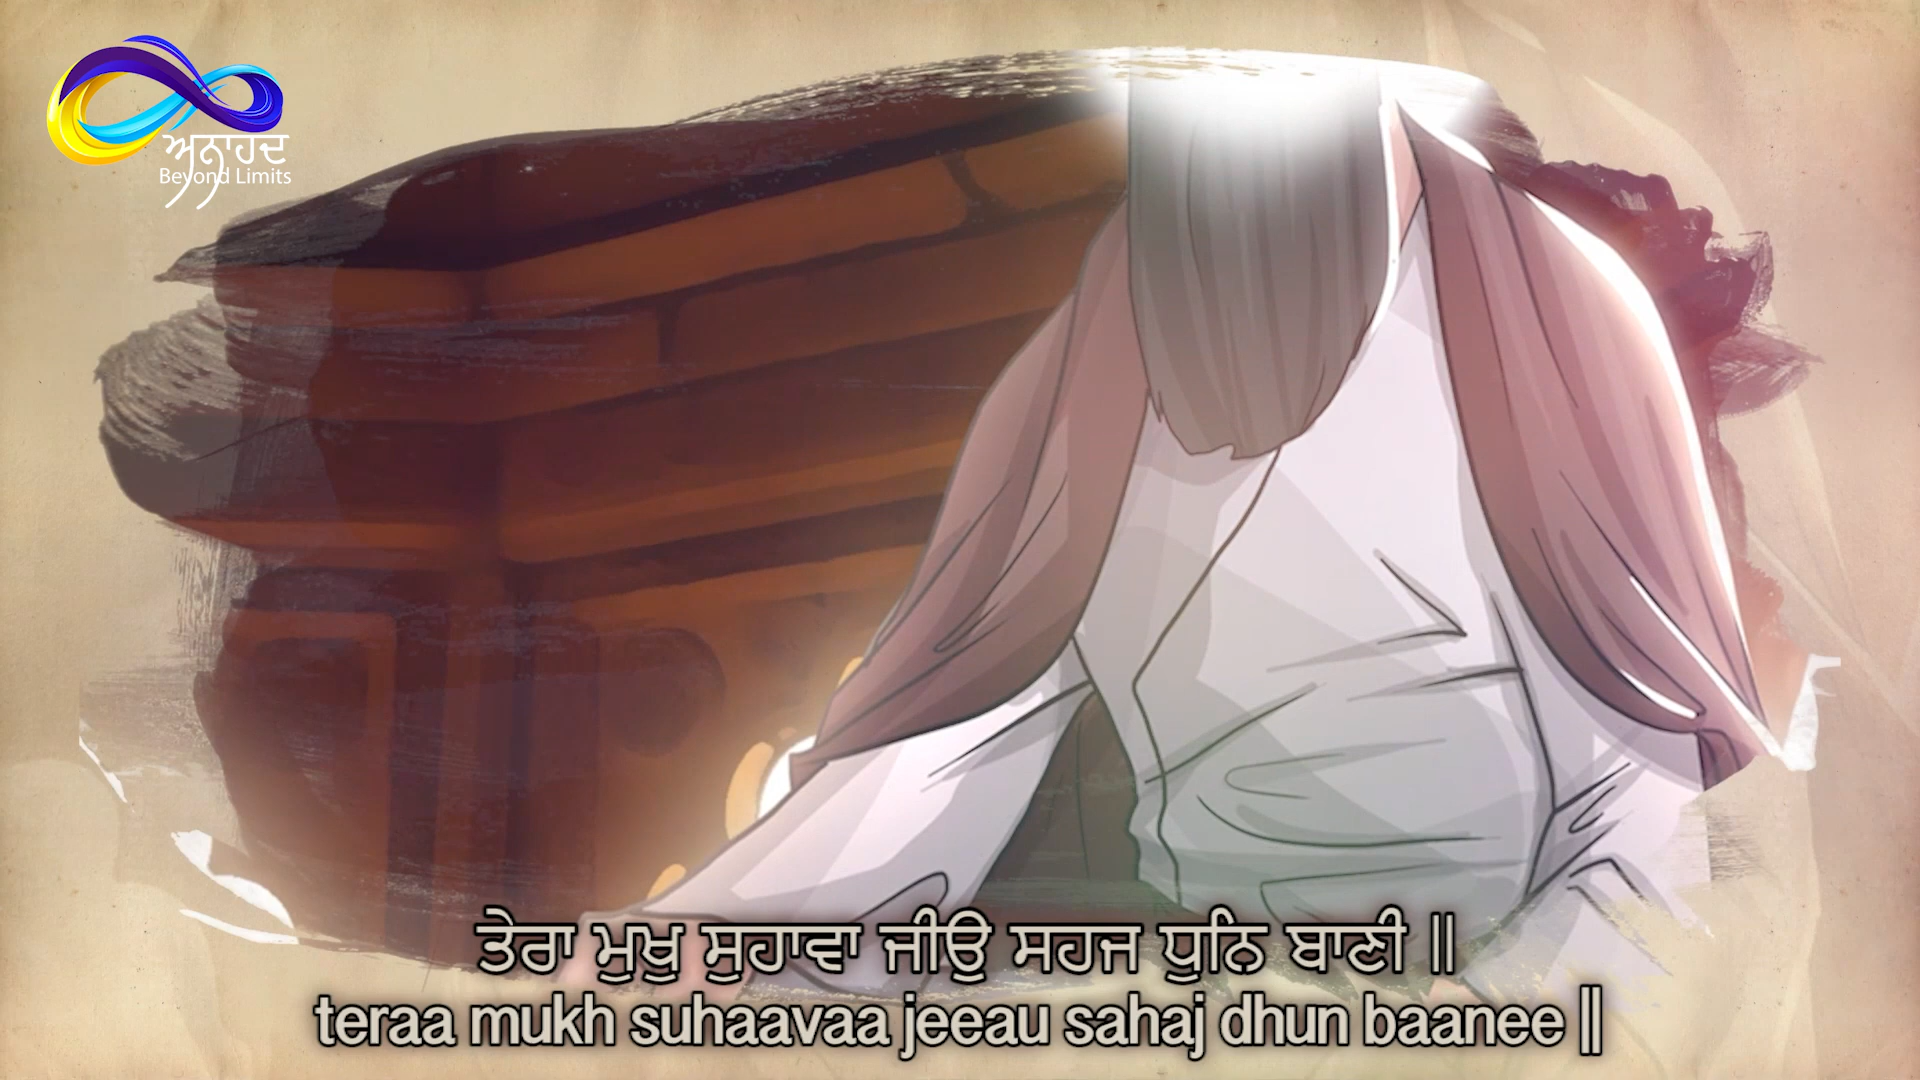 ਅਨਾਹਦ
Beyond Limits
ਤੇਰਾ ਮੁਖੁ ਸੁਹਾਵਾ ਜੀਉ ਸਹਜ ਧੁਨਿ ਬਾਣੀ ॥
teraa mukh suhaavaa jeeau sahaj dhun baanee ||